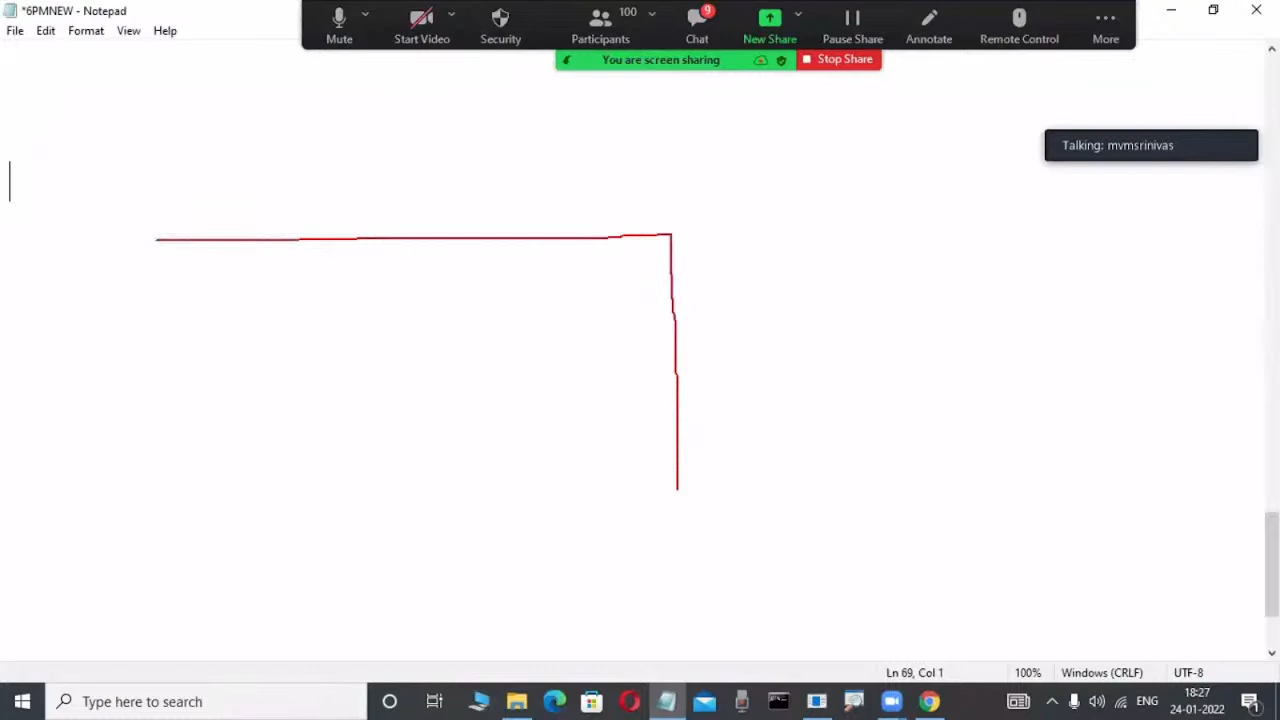 *6PMNEW - Notepad
File Edit Format View Help
Mute Start Video Security Participants 100 Chat 9 New Share Pause Share Annotate Remote Control More
You are screen sharing Stop Share
Talking: mvmsrinivas
Ln 69, Col 1 100% Windows (CRLF) UTF-8
Type here to search
ENG 18:27
24-01-2022 1